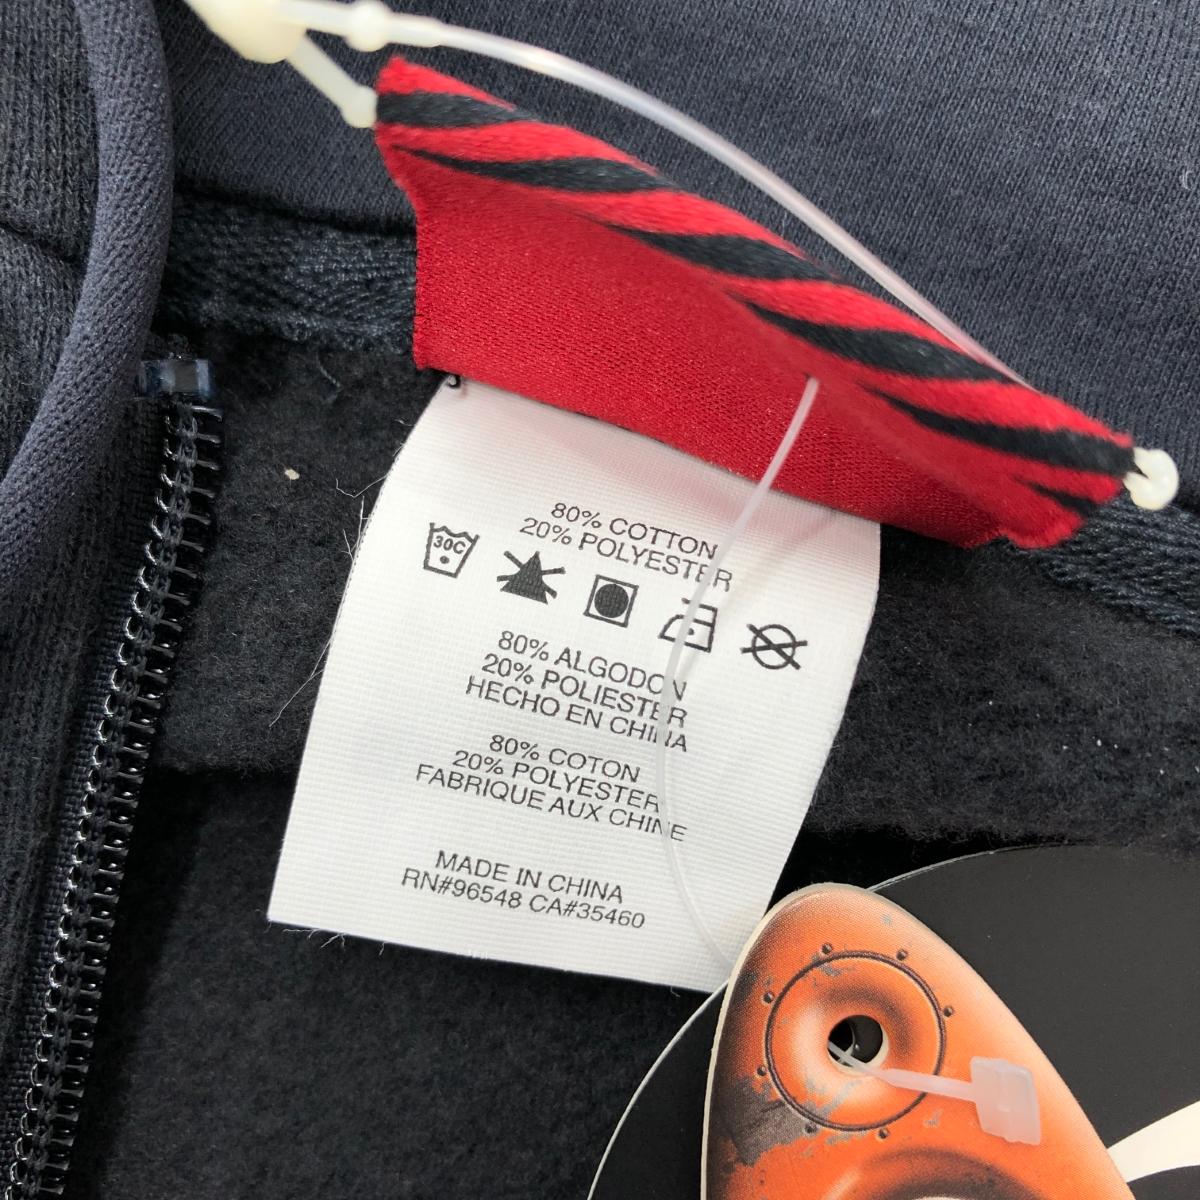 80% COTTON
20% POLYESTER
30C
80% ALGODON
20% POLIESTER
HECHO EN CHINA
80% COTON
20% POLYESTER
FABRIQUE AUX CHINE
MADE IN CHINA
RN#96548 CA#35460